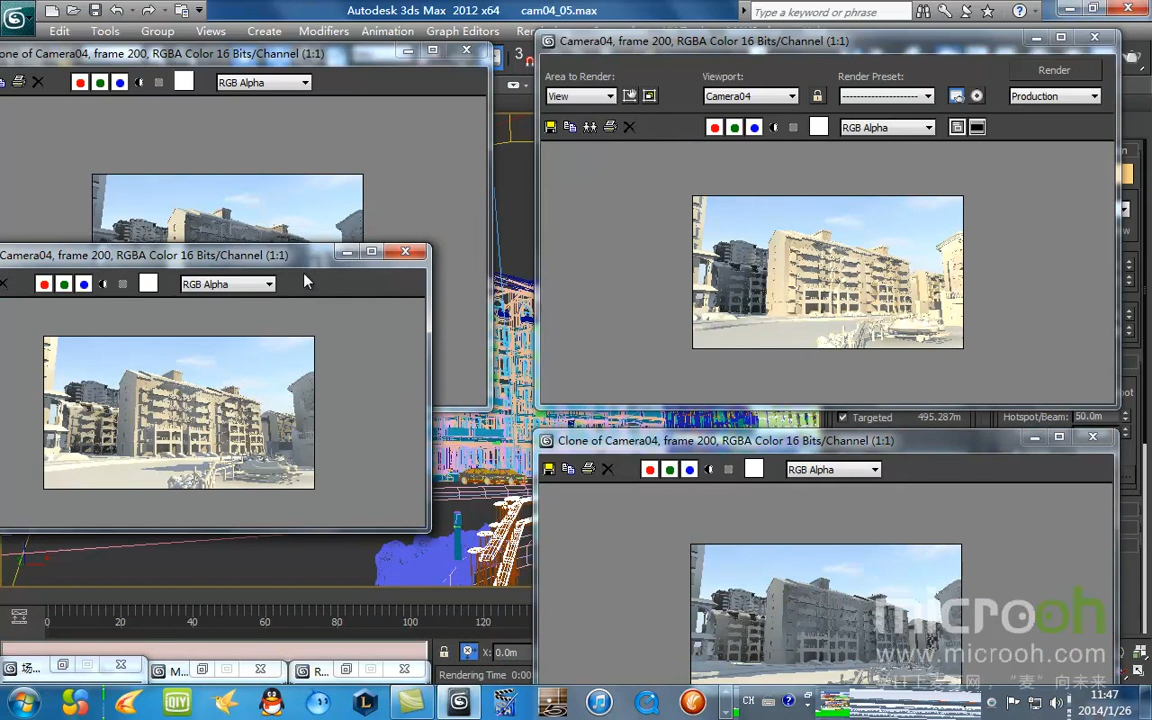 Autodesk 3ds Max 2012 x64 cam04_05.max
Type a keyword or phrase
Edit Tools Group Views Create Modifiers Animation Graph Editors
one of Camera04, frame 200, RGBA Color 16 Bits/Channel (1:1)
RGB Alpha
Camera04, frame 200, RGBA Color 16 Bits/Channel (1:1)
Area to Render: Viewport: Render Preset: Render
View Camera04 Production
RGB Alpha
Camera04, frame 200, RGBA Color 16 Bits/Channel (1:1)
RGB Alpha
Targeted 495.287m Hotspot/Beam: 50.0m
Clone of Camera04, frame 200, RGBA Color 16 Bits/Channel (1:1)
RGB Alpha
microoh
www.microoh.com
0 20 40 60 80 100 120
X: 0.0m
场... M... R...
Rendering Time 0:00
DIY
CH
11:47
2014/1/26